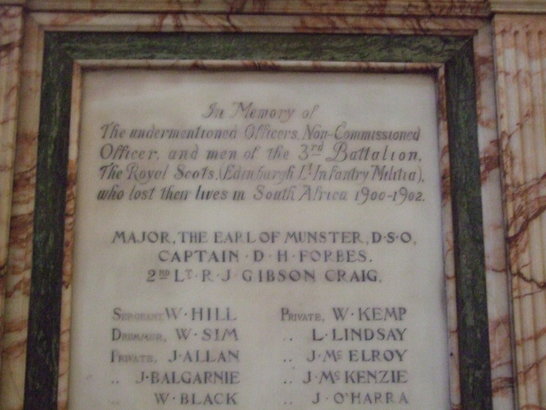 In Memory of
The undermentioned Officers, Non-Commissioned
Officer, and men of the 3rd Battalion,
The Royal Scots, (Edinburgh Lt. Infantry Militia),
who lost their lives in South Africa 1900-1902.
MAJOR, THE EARL OF MUNSTER, D·S·O,
CAPTAIN · D · H · FORBES.
2ND LT · R · J · GIBSON CRAIG,
SERGEANT W · HILL
DRUMMER, W · SIM
PRIVATE, J · ALLAN
,, J · BALGARNIE
,, W · BLACK
PRIVATE, W · KEMP
,, L · LINDSAY
,, J · Mc ELROY
,, J · McKENZIE
,, J · O'HARRA